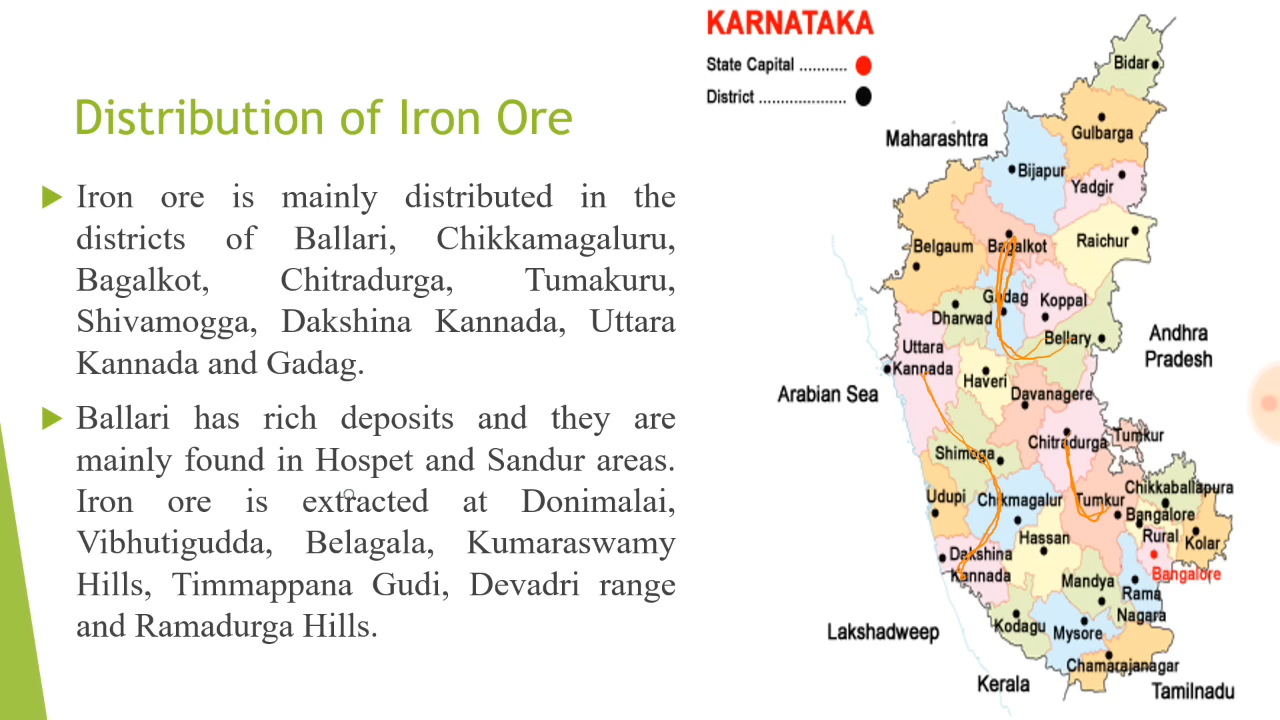 Distribution of Iron Ore
Iron ore is mainly distributed in the
districts of Ballari, Chikkamagaluru,
Bagalkot, Chitradurga, Tumakuru,
Shivamogga, Dakshina Kannada, Uttara
Kannada and Gadag.
Ballari has rich deposits and they are
mainly found in Hospet and Sandur areas.
Iron ore is extracted at Donimalai,
Vibhutigudda, Belagala, Kumaraswamy
Hills, Timmappana Gudi, Devadri range
and Ramadurga Hills.
KARNATAKA
State Capital ...........
District ....................
Bidar
Gulbarga
Maharashtra
Bijapur
Yadgir
Belgaum
Bagalkot
Raichur
Gadag
Koppal
Dharwad
Bellary
Andhra
Pradesh
Uttara
Kannada
Haveri
Arabian Sea
Davanagere
Chitradurga
Tumkur
Shimoga
Udupi
Chikmagalur
Tumkur
Chikkaballapura
Bangalore
Rural
Kolar
Hassan
Dakshina
Kannada
Bangalore
Mandya
Rama
Nagara
Kodagu
Mysore
Lakshadweep
Chamarajanagar
Kerala
Tamilnadu